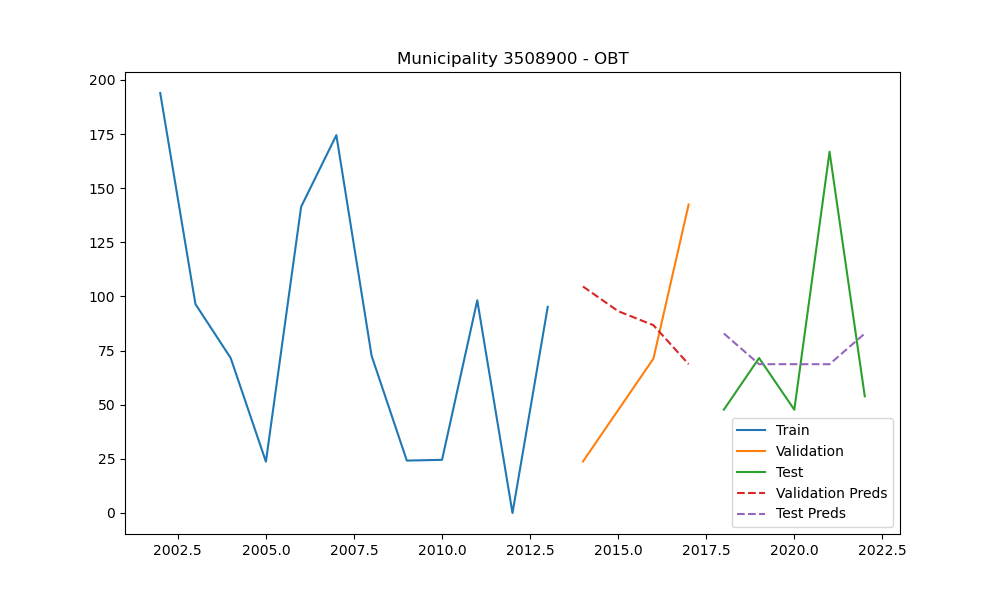 Municipality 3508900 - OBT
200
175
150
125
100
75
50
25
0
2002.5 2005.0 2007.5 2010.0 2012.5 2015.0 2017.5 2020.0 2022.5
Train
Validation
Test
Validation Preds
Test Preds